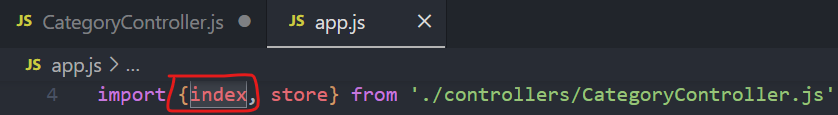 JS CategoryController.js
JS app.js
JS app.js > ...
4 import {index, store} from './controllers/CategoryController.js'